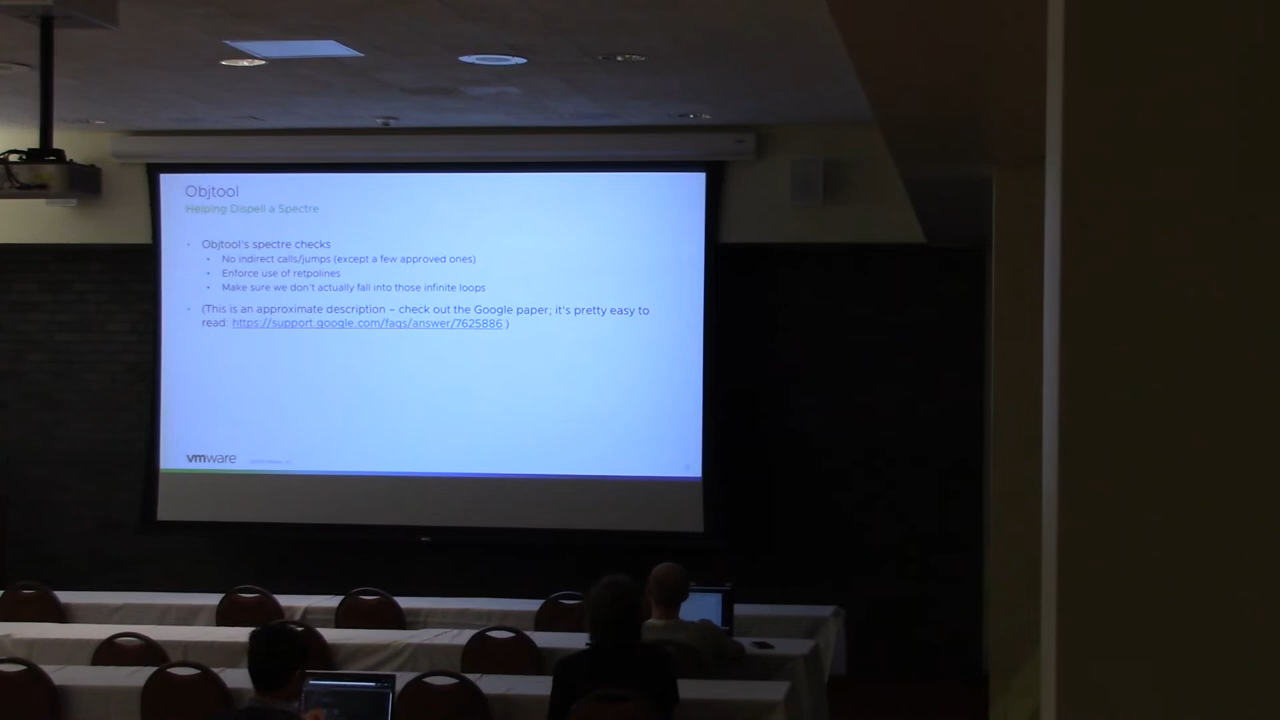 Objtool
Helping Dispell a Spectre
• Objtool's spectre checks
• No indirect calls/jumps (except a few approved ones)
• Enforce use of retpolines
• Make sure we don't actually fall into those infinite loops
• (This is an approximate description – check out the Google paper; it's pretty easy to
read: https://support.google.com/faqs/answer/7625886 )
vmware